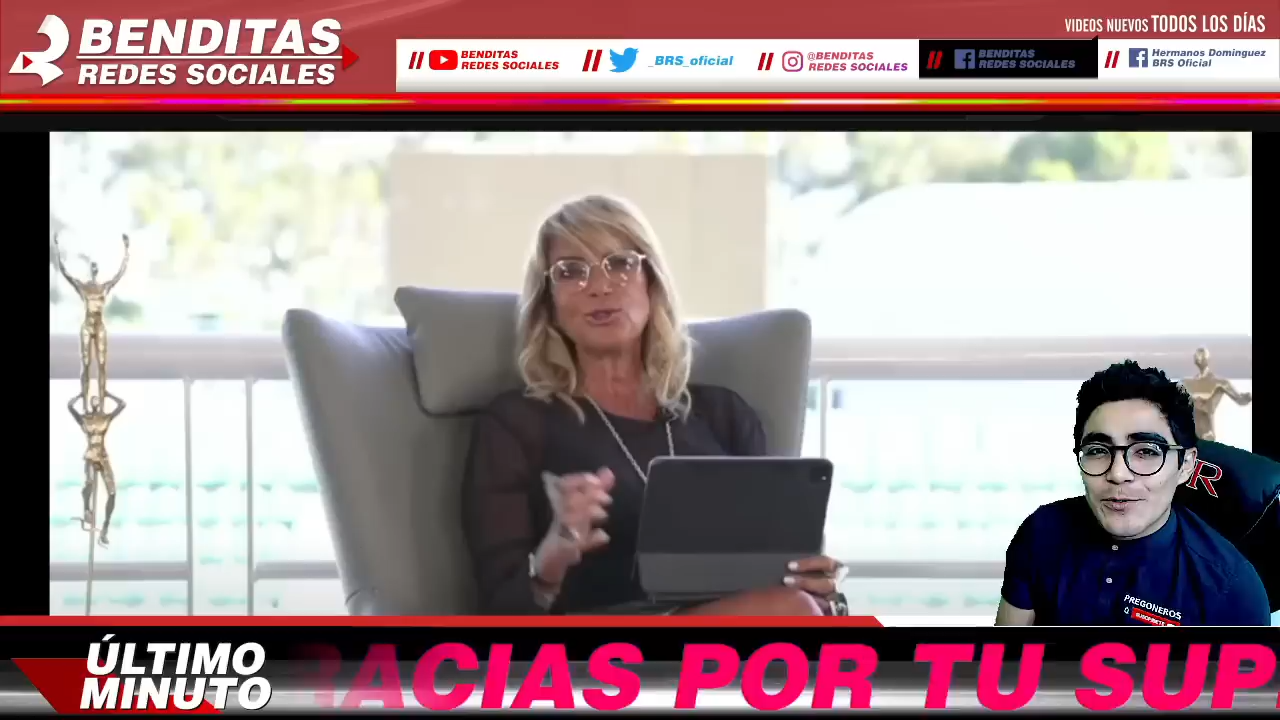 BENDITAS
REDES SOCIALES
VIDEOS NUEVOS TODOS LOS DÍAS
// BENDITAS
REDES SOCIALES
// _BRS_oficial
// @BENDITAS
REDES SOCIALES
// BENDITAS
REDES SOCIALES
// Hermanos Dominguez
BRS Oficial
R
PREGONEROS
ÚLTIMO
MINUTO
RACIAS POR TU SUP